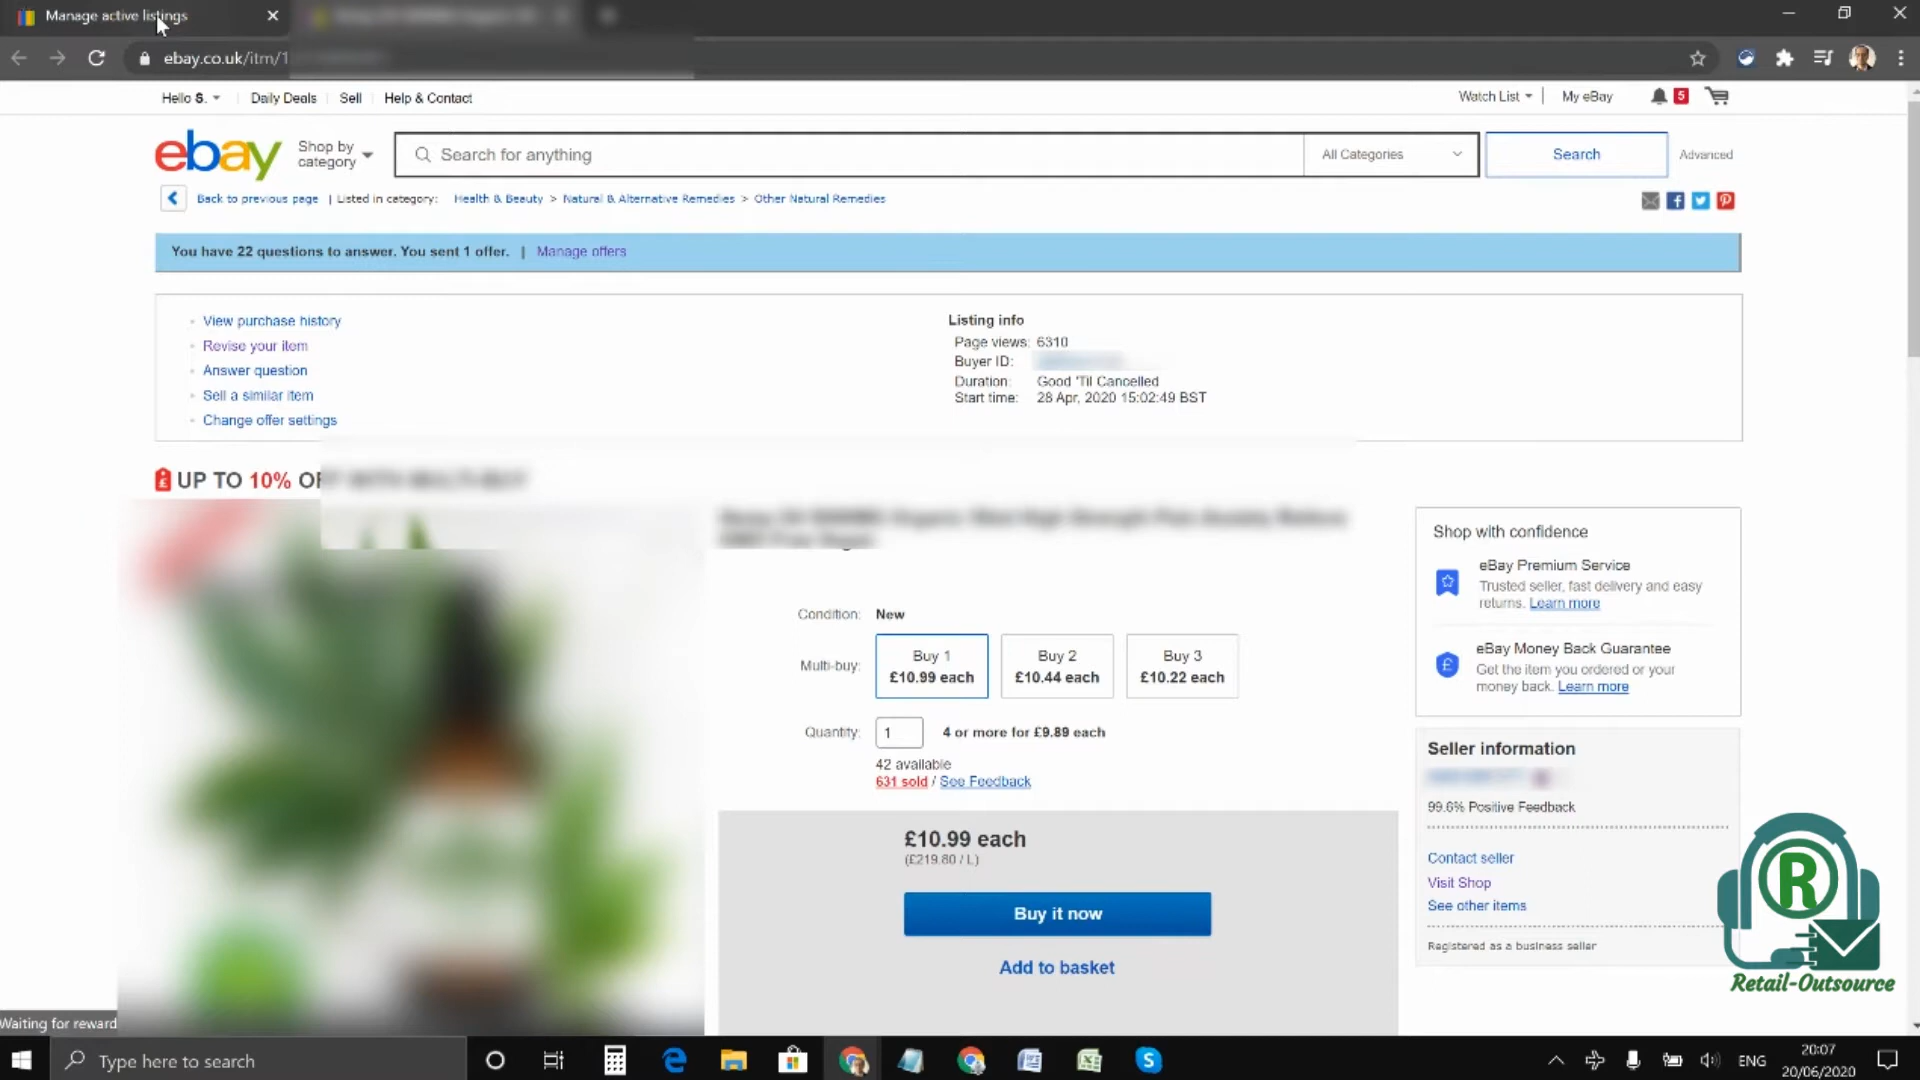 Manage active listings
ebay.co.uk/itm/1
Hello S. Daily Deals Sell Help & Contact Watch List My eBay 5
ebay Shop by category Search for anything All Categories Search Advanced
Back to previous page | Listed in category: Health & Beauty > Natural & Alternative Remedies > Other Natural Remedies
You have 22 questions to answer. You sent 1 offer. | Manage offers
View purchase history
Revise your item
Answer question
Sell a similar item
Change offer settings
Listing info
Page views: 6310
Buyer ID:
Duration: Good 'Til Cancelled
Start time: 28 Apr, 2020 15:02:49 BST
£ UP TO 10%
Condition: New
Multi-buy:
Buy 1
£10.99 each
Buy 2
£10.44 each
Buy 3
£10.22 each
Quantity: 1 4 or more for £9.89 each
42 available
631 sold / See Feedback
£10.99 each
(£219.80 / L)
Buy it now
Add to basket
Shop with confidence
eBay Premium Service
Trusted seller, fast delivery and easy
returns. Learn more
£
eBay Money Back Guarantee
Get the item you ordered or your
money back. Learn more
Seller information
99.6% Positive Feedback
Contact seller
Visit Shop
See other items
Registered as a business seller
R
Retail-Outsource
Waiting for reward
Type here to search
ENG
20:07
20/06/2020